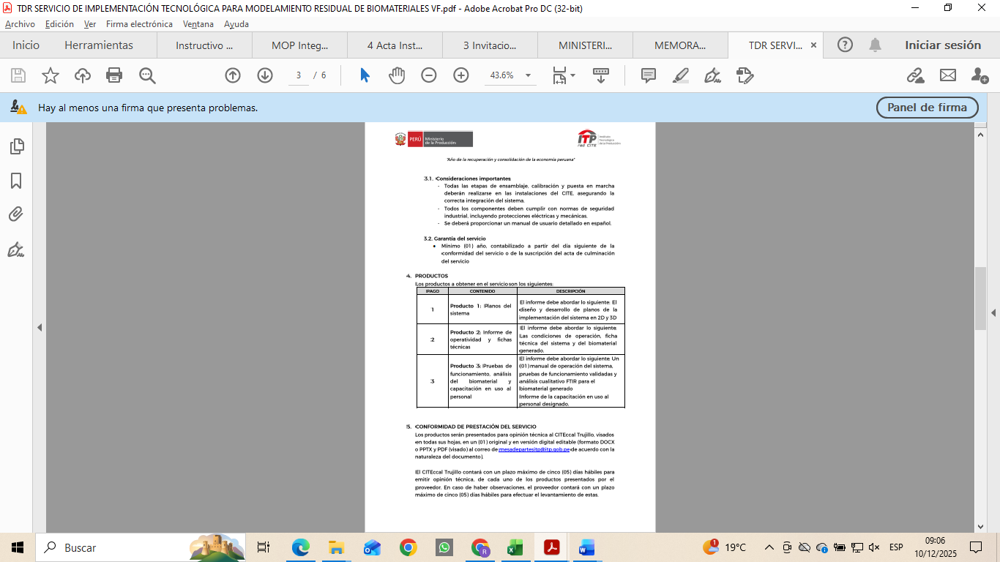 TDR SERVICIO DE IMPLEMENTACIÓN TECNOLÓGICA PARA MODELAMIENTO RESIDUAL DE BIOMATERIALES VF.pdf - Adobe Acrobat Pro DC (32-bit)
Archivo Edición Ver Firma electrónica Ventana Ayuda
Inicio Herramientas Instructivo ... MOP Integ... 4 Acta Inst... 3 Invitacio... MINISTERI... MEMORA... TDR SERVI... × Iniciar sesión
3 / 6 43.6%
Hay al menos una firma que presenta problemas.
Panel de firma
PERÚ Ministerio de la Producción
ITP red CITE Instituto Tecnológico de la Producción
"Año de la recuperación y consolidación de la economía peruana"
3.1. Consideraciones importantes
- Todas las etapas de ensamblaje, calibración y puesta en marcha
deberán realizarse en las instalaciones del CITE, asegurando la
correcta integración del sistema.
- Todos los componentes deben cumplir con normas de seguridad
industrial, incluyendo protecciones eléctricas y mecánicas.
- Se deberá proporcionar un manual de usuario detallado en español.
3.2. Garantía del servicio
• Mínimo (01) año, contabilizado a partir del día siguiente de la
conformidad del servicio o de la suscripción del acta de culminación
del servicio
4. PRODUCTOS
Los productos a obtener en el servicio son los siguientes:
PAGO CONTENIDO DESCRIPCIÓN
1
Producto 1: Planos del
sistema
El informe debe abordar lo siguiente: El
diseño y desarrollo de planos de la
implementación del sistema en 2D y 3D
2
Producto 2: Informe de
operatividad y fichas
técnicas
El informe debe abordar lo siguiente:
Las condiciones de operación, ficha
técnica del sistema y del biomaterial
generado.
3
Producto 3: Pruebas de
funcionamiento, análisis
del biomaterial y
capacitación en uso al
personal
El informe debe abordar lo siguiente: Un
(01) manual de operación del sistema,
pruebas de funcionamiento validadas y
análisis cualitativo FTIR para el
biomaterial generado
Informe de la capacitación en uso al
personal designado.
5. CONFORMIDAD DE PRESTACIÓN DEL SERVICIO
Los productos serán presentados para opinión técnica al CITEccal Trujillo, visados
en todas sus hojas, en un (01) original y en versión digital editable (formato DOCX
o PPTX y PDF (visado) al correo de mesadepartesitp@itp.gob.pe de acuerdo con la
naturaleza del documento).
El CITEccal Trujillo contará con un plazo máximo de cinco (05) días hábiles para
emitir opinión técnica, de cada uno de los productos presentados por el
proveedor. En caso de haber observaciones, el proveedor contará con un plazo
máximo de cinco (05) días hábiles para efectuar el levantamiento de estas.
Buscar
1 19°C ESP 09:06
10/12/2025